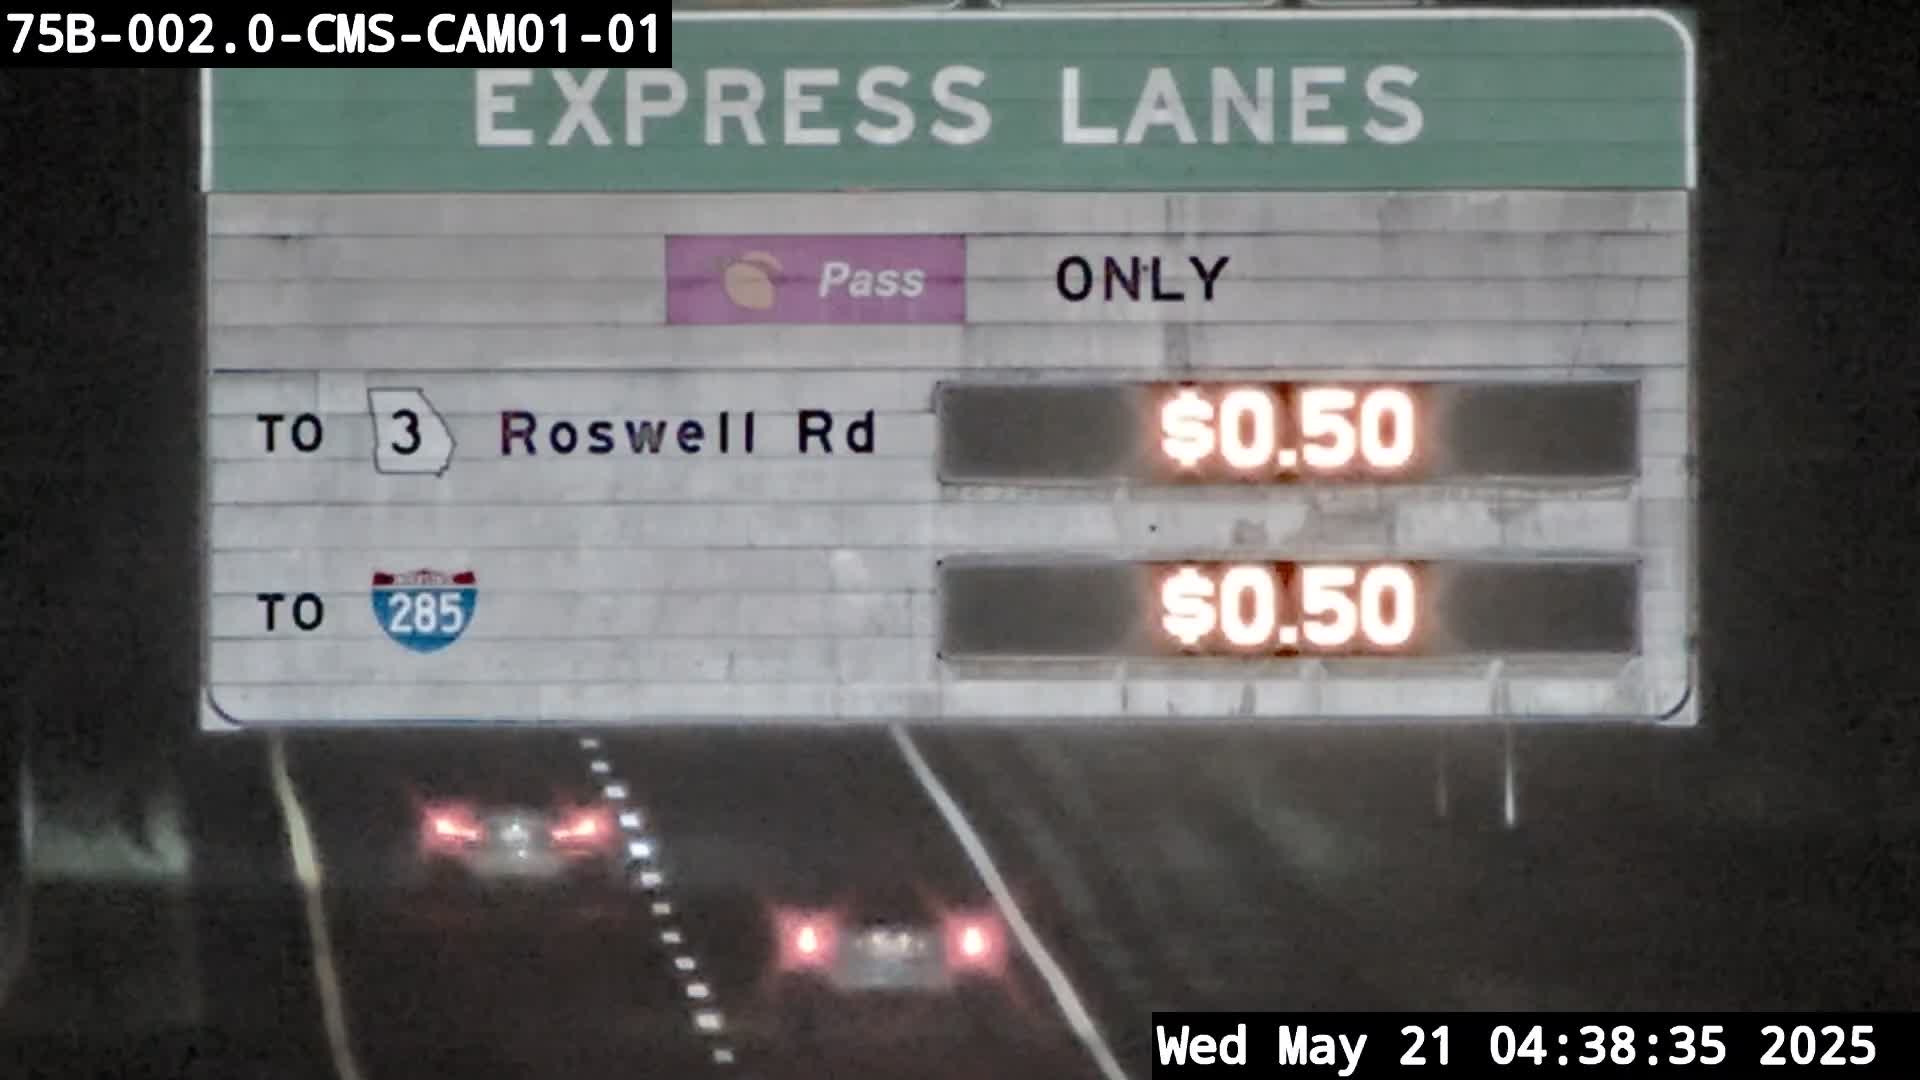 75B-002.0-CMS-CAM01-01
EXPRESS LANES
Pass ONLY
TO 3 Roswell Rd $0.50
TO 285 $0.50
Wed May 21 04:38:35 2025